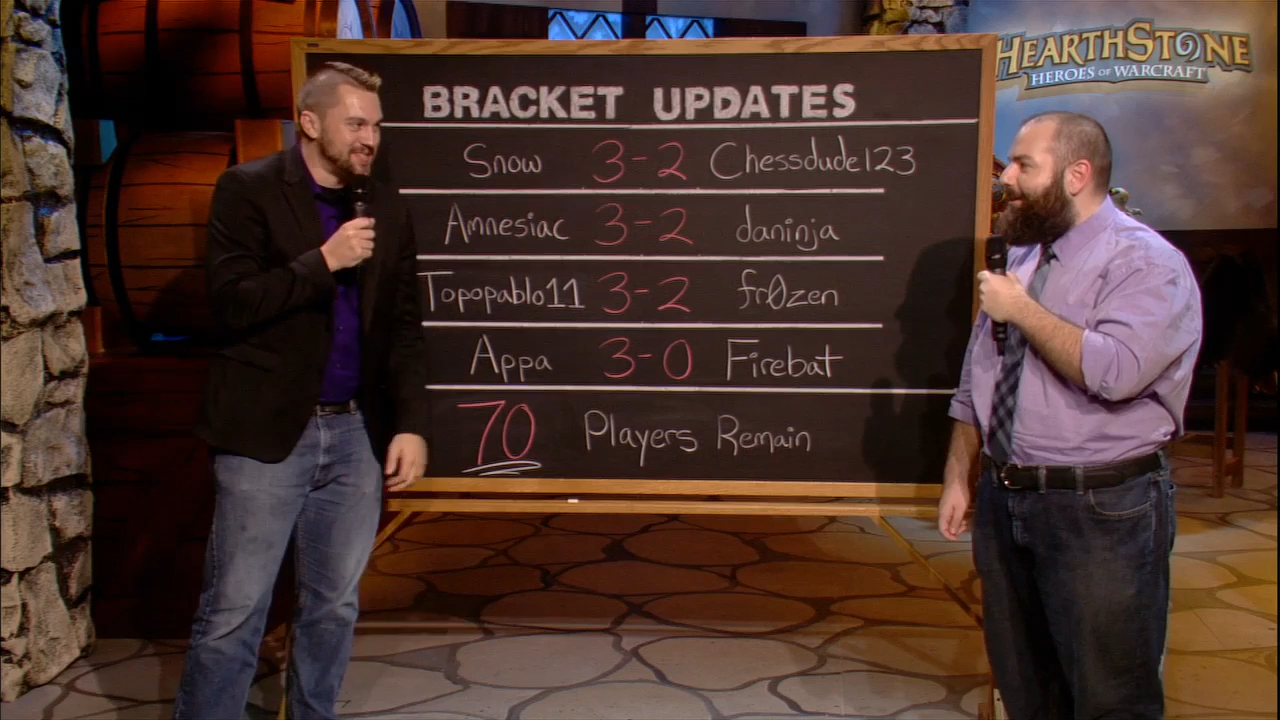 HEARTHSTONE
HEROES OF WARCRAFT
BRACKET UPDATES
Snow 3-2 Chessdude123
Amnesiac 3-2 daninja
Topopablo11 3-2 fr0zen
Appa 3-0 Firebat
70 Players Remain